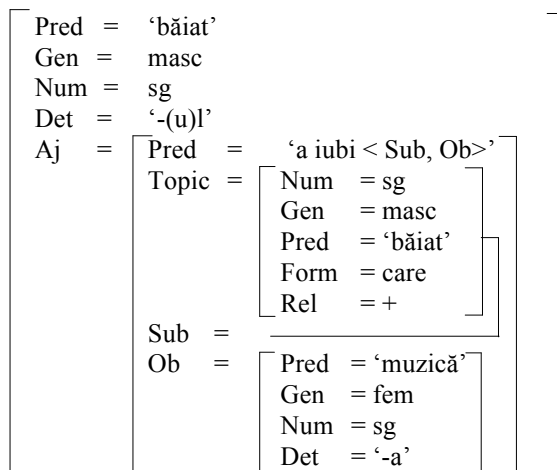 Pred = ‘băiat’
Gen = masc
Num = sg
Det = ‘-(u)l’
Aj = Pred = ‘a iubi < Sub, Ob>’
Topic = Num = sg
Gen = masc
Pred = ‘băiat’
Form = care
Rel = +
Sub =
Ob = Pred = ‘muzică’
Gen = fem
Num = sg
Det = ‘-a’